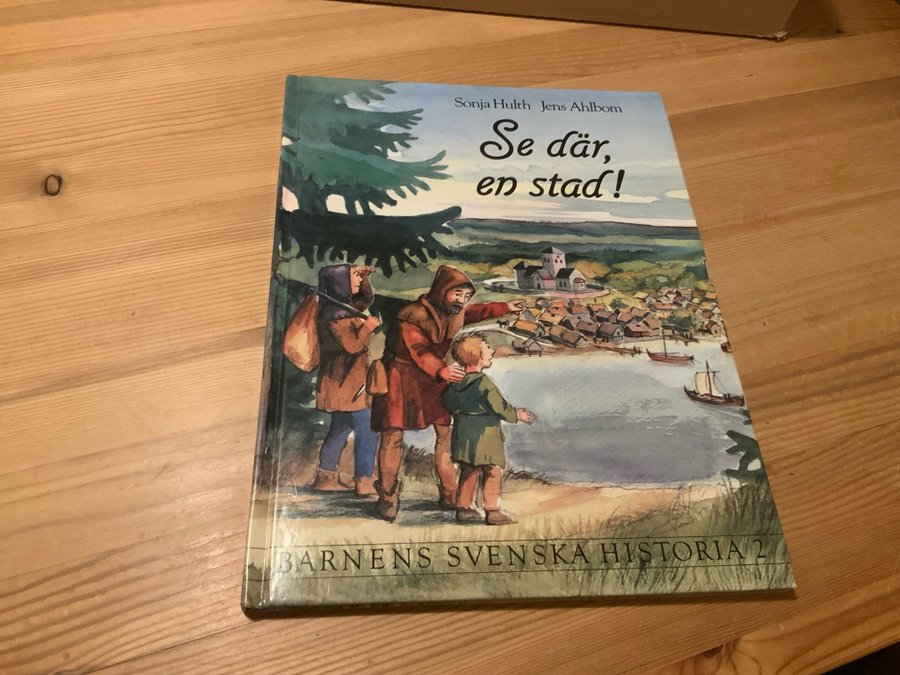 Sonja Hulth Jens Ahlbom
Se där,
en stad!
BARNENS SVENSKA HISTORIA 2